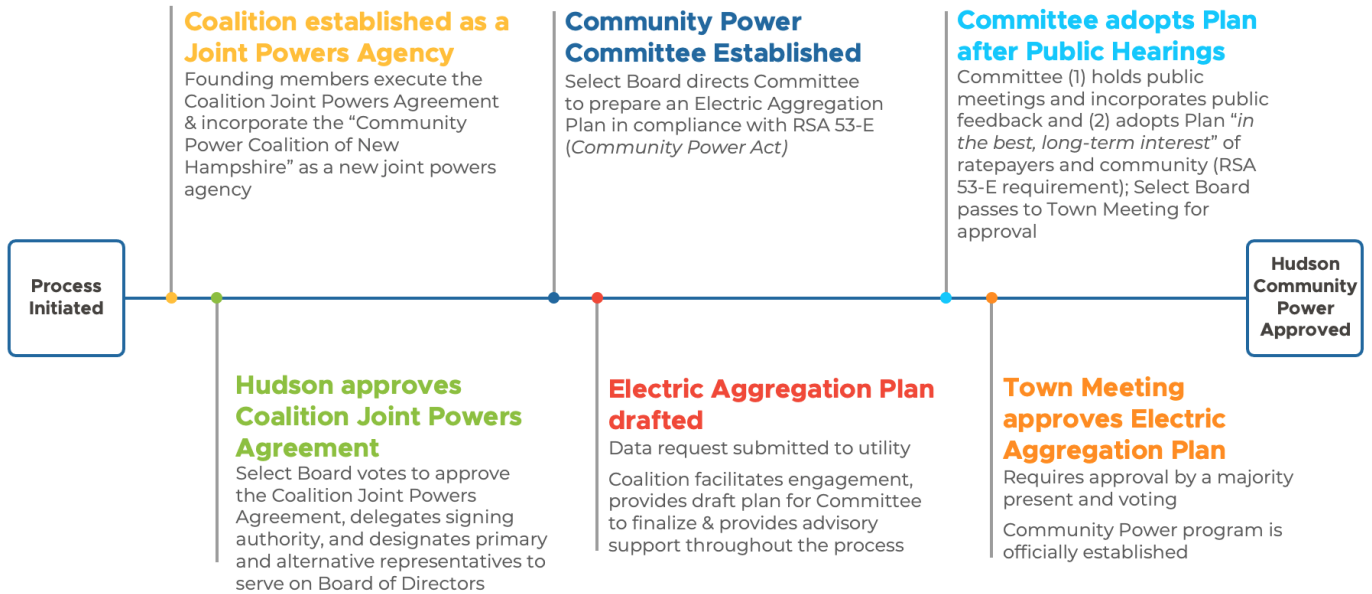 Process
Initiated
Coalition established as a
Joint Powers Agency
Founding members execute the
Coalition Joint Powers Agreement
& incorporate the “Community
Power Coalition of New
Hampshire” as a new joint powers
agency
Hudson approves
Coalition Joint Powers
Agreement
Select Board votes to approve
the Coalition Joint Powers
Agreement, delegates signing
authority, and designates primary
and alternative representatives to
serve on Board of Directors
Community Power
Committee Established
Select Board directs Committee
to prepare an Electric Aggregation
Plan in compliance with RSA 53-E
(Community Power Act)
Electric Aggregation Plan
drafted
Data request submitted to utility
Coalition facilitates engagement,
provides draft plan for Committee
to finalize & provides advisory
support throughout the process
Committee adopts Plan
after Public Hearings
Committee (1) holds public
meetings and incorporates public
feedback and (2) adopts Plan “in
the best, long-term interest” of
ratepayers and community (RSA
53-E requirement); Select Board
passes to Town Meeting for
approval
Town Meeting
approves Electric
Aggregation Plan
Requires approval by a majority
present and voting
Community Power program is
officially established
Hudson
Community
Power
Approved